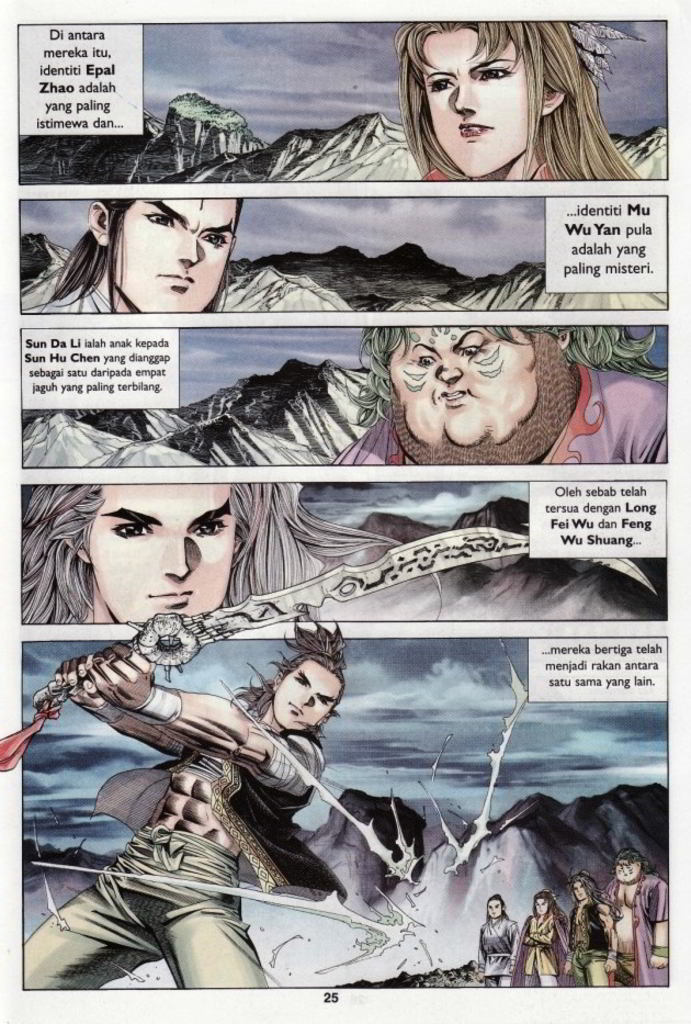 Di antara
mereka itu,
identiti Epal
Zhao adalah
yang paling
istimewa dan...
...identiti Mu
Wu Yan pula
adalah yang
paling misteri.
Sun Da Li ialah anak kepada
Sun Hu Chen yang dianggap
sebagai satu daripada empat
jaguh yang paling terbilang.
Oleh sebab telah
tersua dengan Long
Fei Wu dan Feng
Wu Shuang...
...mereka bertiga telah
menjadi rakan antara
satu sama yang lain.
25